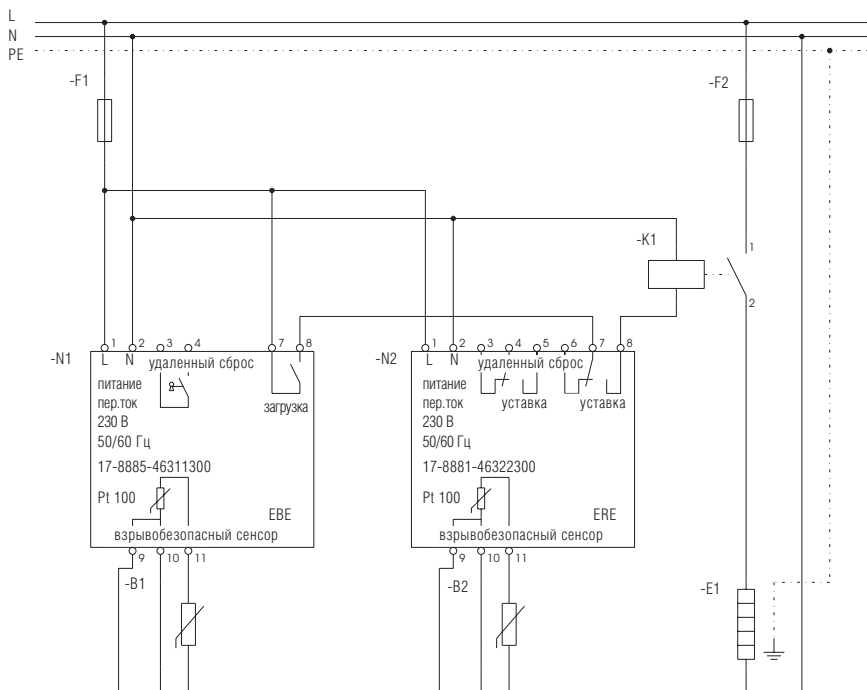 L
N
PE
-F1
-F2
-K1
1
2
-N1
1 2 3 4 7 8
L N удаленный сброс
питание
пер.ток
230 В
50/60 Гц
загрузка
17-8885-46311300
Pt 100
EBE
взрывобезопасный сенсор
9 10 11
-B1
-N2
1 2 3 4 5 6 7 8
L N удаленный сброс
питание
пер.ток
230 В
50/60 Гц
уставка уставка
17-8881-46322300
Pt 100
ERE
взрывобезопасный сенсор
9 10 11
-B2
-E1